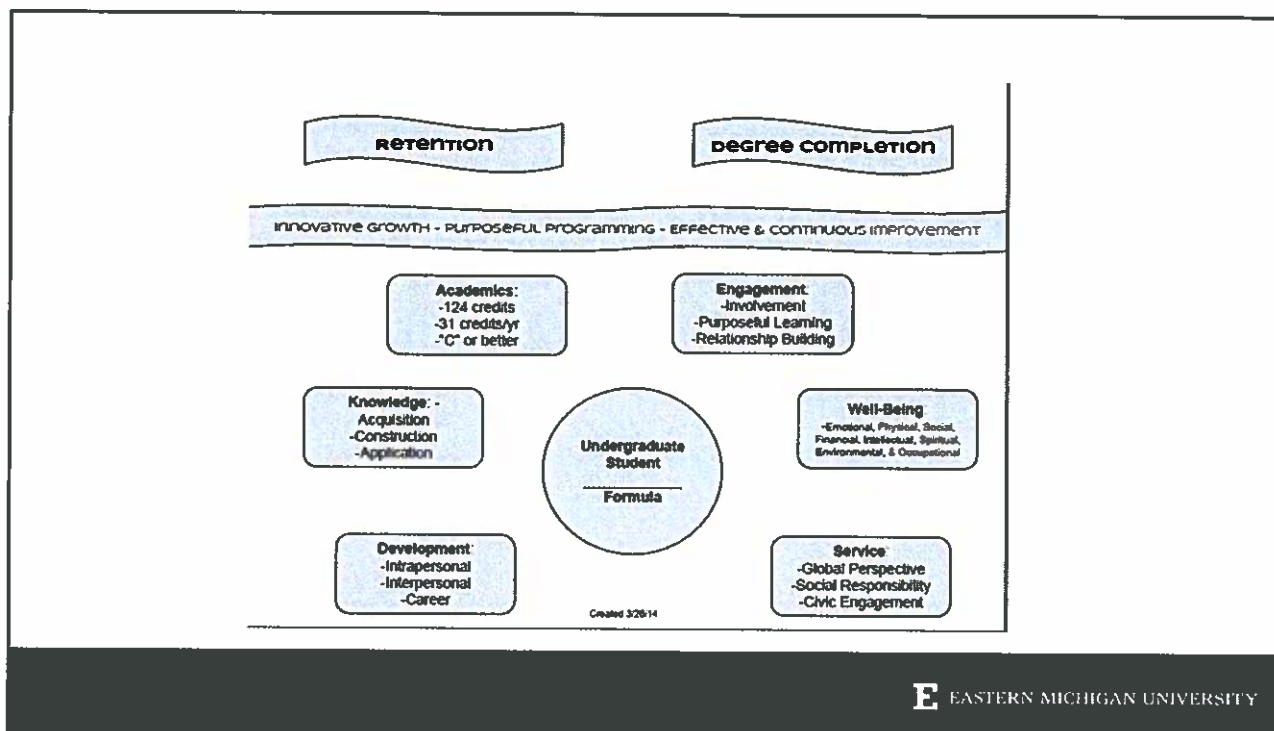 RETENTION
DEGREE COMPLETION
INNOVATIVE GROWTH - PURPOSEFUL PROGRAMMING - EFFECTIVE & CONTINUOUS IMPROVEMENT
Academics:
-124 credits
-31 credits/yr
-"C" or better
Engagement:
-Involvement
-Purposeful Learning
-Relationship Building
Knowledge: -
Acquisition
-Construction
-Application
Undergraduate
Student
Formula
Well-Being:
-Emotional, Physical, Social,
Financial, Intellectual, Spiritual,
Environmental, & Occupational
Development:
-Intrapersonal
-Interpersonal
-Career
Service:
-Global Perspective
-Social Responsibility
-Civic Engagement
Created 3/26/14
E EASTERN MICHIGAN UNIVERSITY